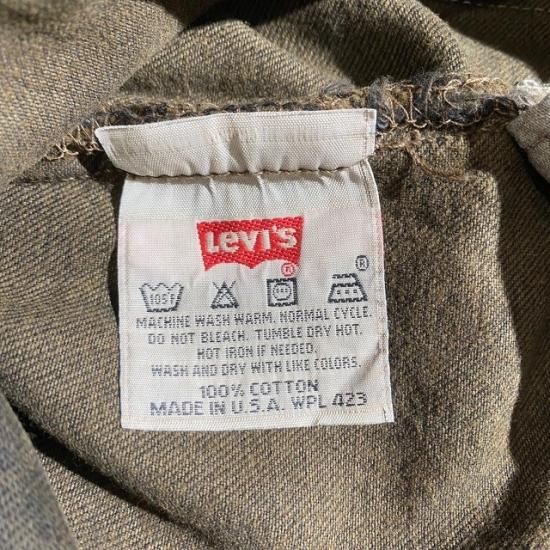 Levi's
®
®
105F
MACHINE WASH WARM. NORMAL CYCLE.
DO NOT BLEACH. TUMBLE DRY HOT.
HOT IRON IF NEEDED.
WASH AND DRY WITH LIKE COLORS.
100% COTTON
MADE IN U.S.A. WPL 423